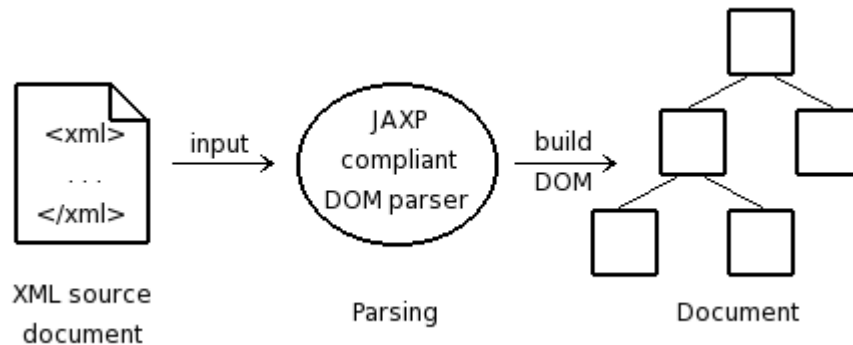 <xml>
. . .
</xml>
XML source
document
input
JAXP
compliant
DOM parser
Parsing
build
DOM
Document